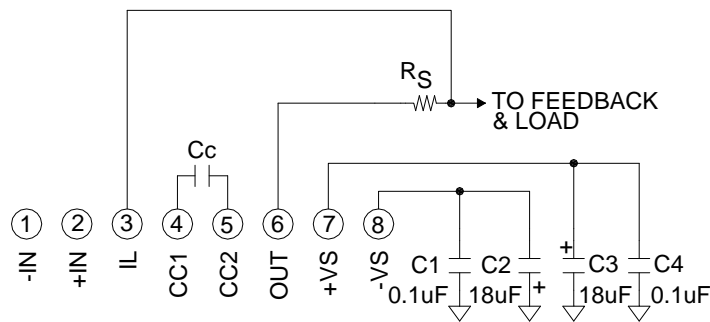 RS
TO FEEDBACK
& LOAD
Cc
1 2 3 4 5 6 7 8
-IN +IN IL CC1 CC2 OUT +VS -VS
C1 C2 + C3 C4
0.1uF 18uF + 18uF 0.1uF